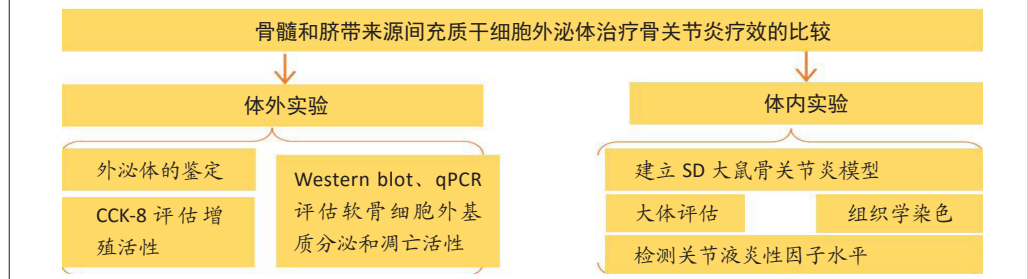 骨髓和脐带来源间充质干细胞外泌体治疗骨关节炎疗效的比较
体外实验
外泌体的鉴定
CCK-8 评估增
殖活性
Western blot、qPCR
评估软骨细胞外基
质分泌和凋亡活性
体内实验
建立 SD 大鼠骨关节炎模型
大体评估
组织学染色
检测关节液炎性因子水平